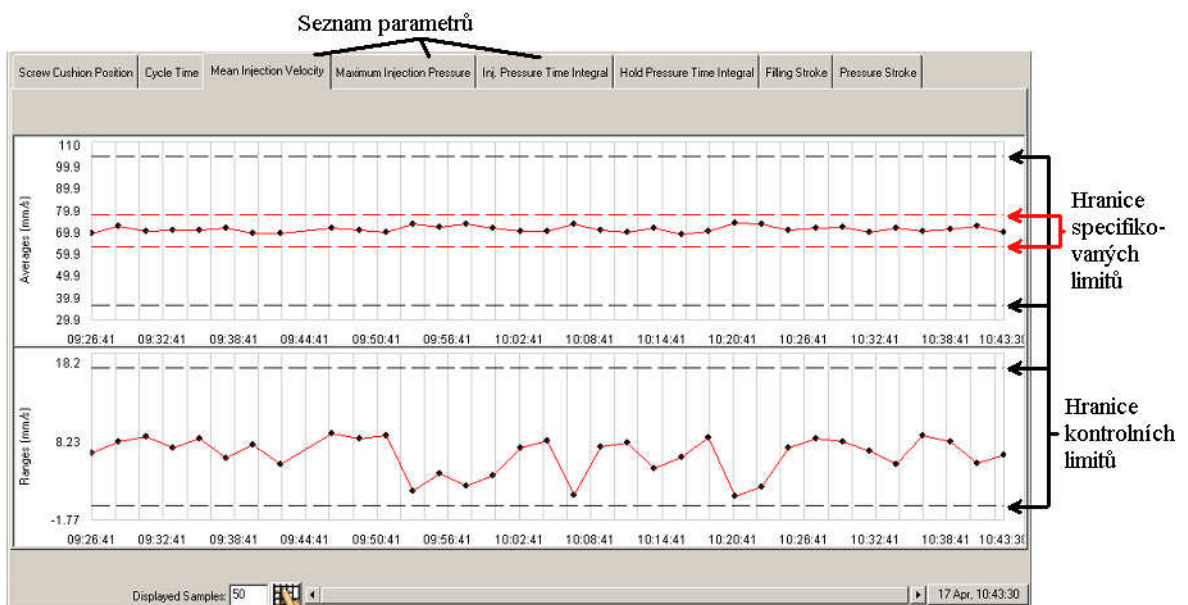 Seznam parametrů
Screw Cushion Position
Cycle Time
Mean Injection Velocity
Maximum Injection Pressure
Inj. Pressure Time Integral
Hold Pressure Time Integral
Filling Stroke
Pressure Stroke
Averages [mm/s]
110
99.9
89.9
79.9
69.9
59.9
49.9
39.9
29.9
09:26:41 09:32:41 09:38:41 09:44:41 09:50:41 09:56:41 10:02:41 10:08:41 10:14:41 10:20:41 10:26:41 10:32:41 10:38:41 10:43:30
Hranice
specifiko-
vaných
limitů
Ranges [mm/s]
18.2
8.23
-1.77
09:26:41 09:32:41 09:38:41 09:44:41 09:50:41 09:56:41 10:02:41 10:08:41 10:14:41 10:20:41 10:26:41 10:32:41 10:38:41 10:43:30
Hranice
kontrolních
limitů
Displayed Samples: 50
17 Apr, 10:43:30